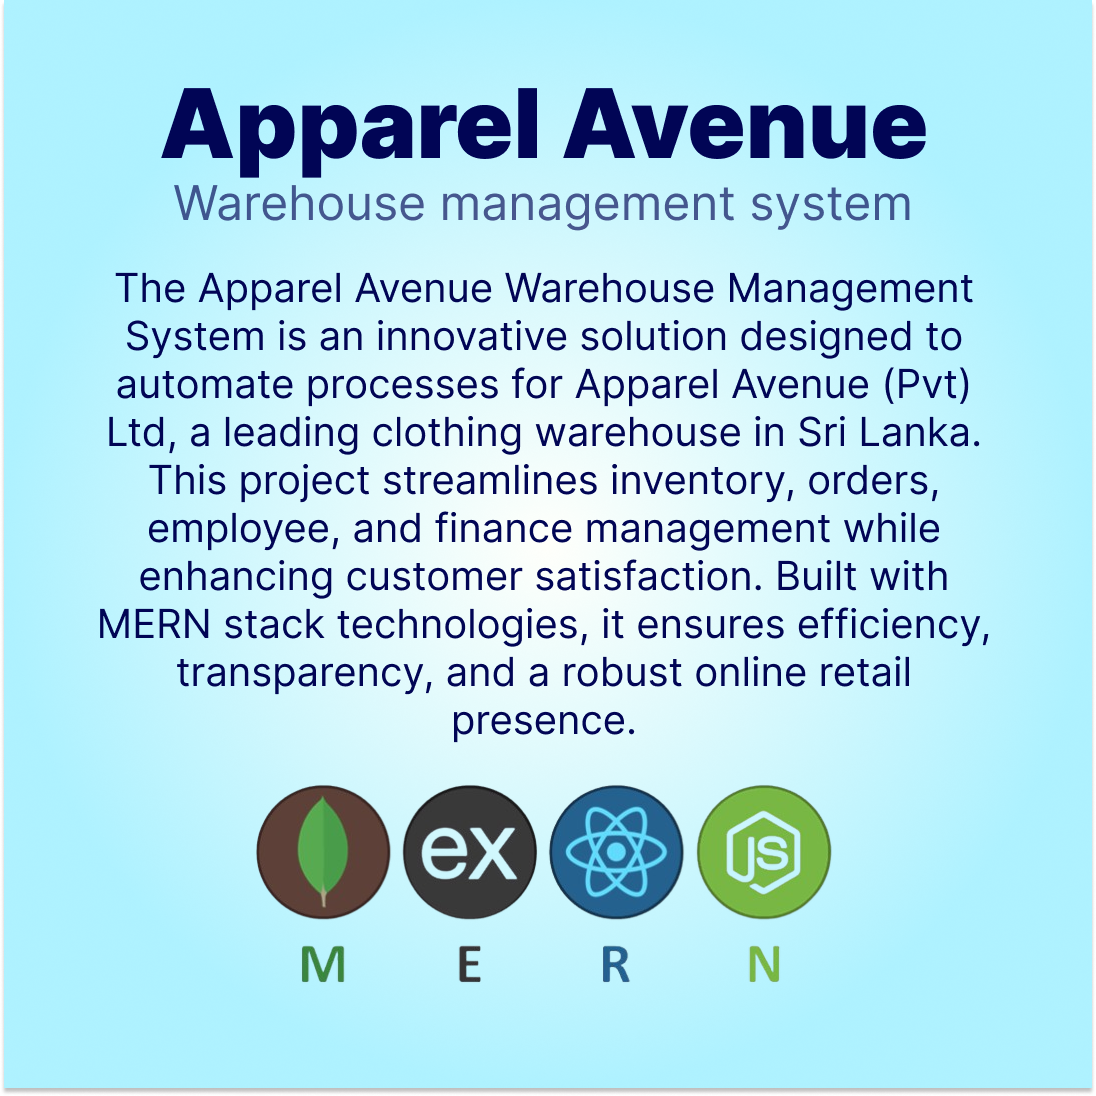 Apparel Avenue
Warehouse management system
The Apparel Avenue Warehouse Management
System is an innovative solution designed to
automate processes for Apparel Avenue (Pvt)
Ltd, a leading clothing warehouse in Sri Lanka.
This project streamlines inventory, orders,
employee, and finance management while
enhancing customer satisfaction. Built with
MERN stack technologies, it ensures efficiency,
transparency, and a robust online retail
presence.
ex JS
M E R N